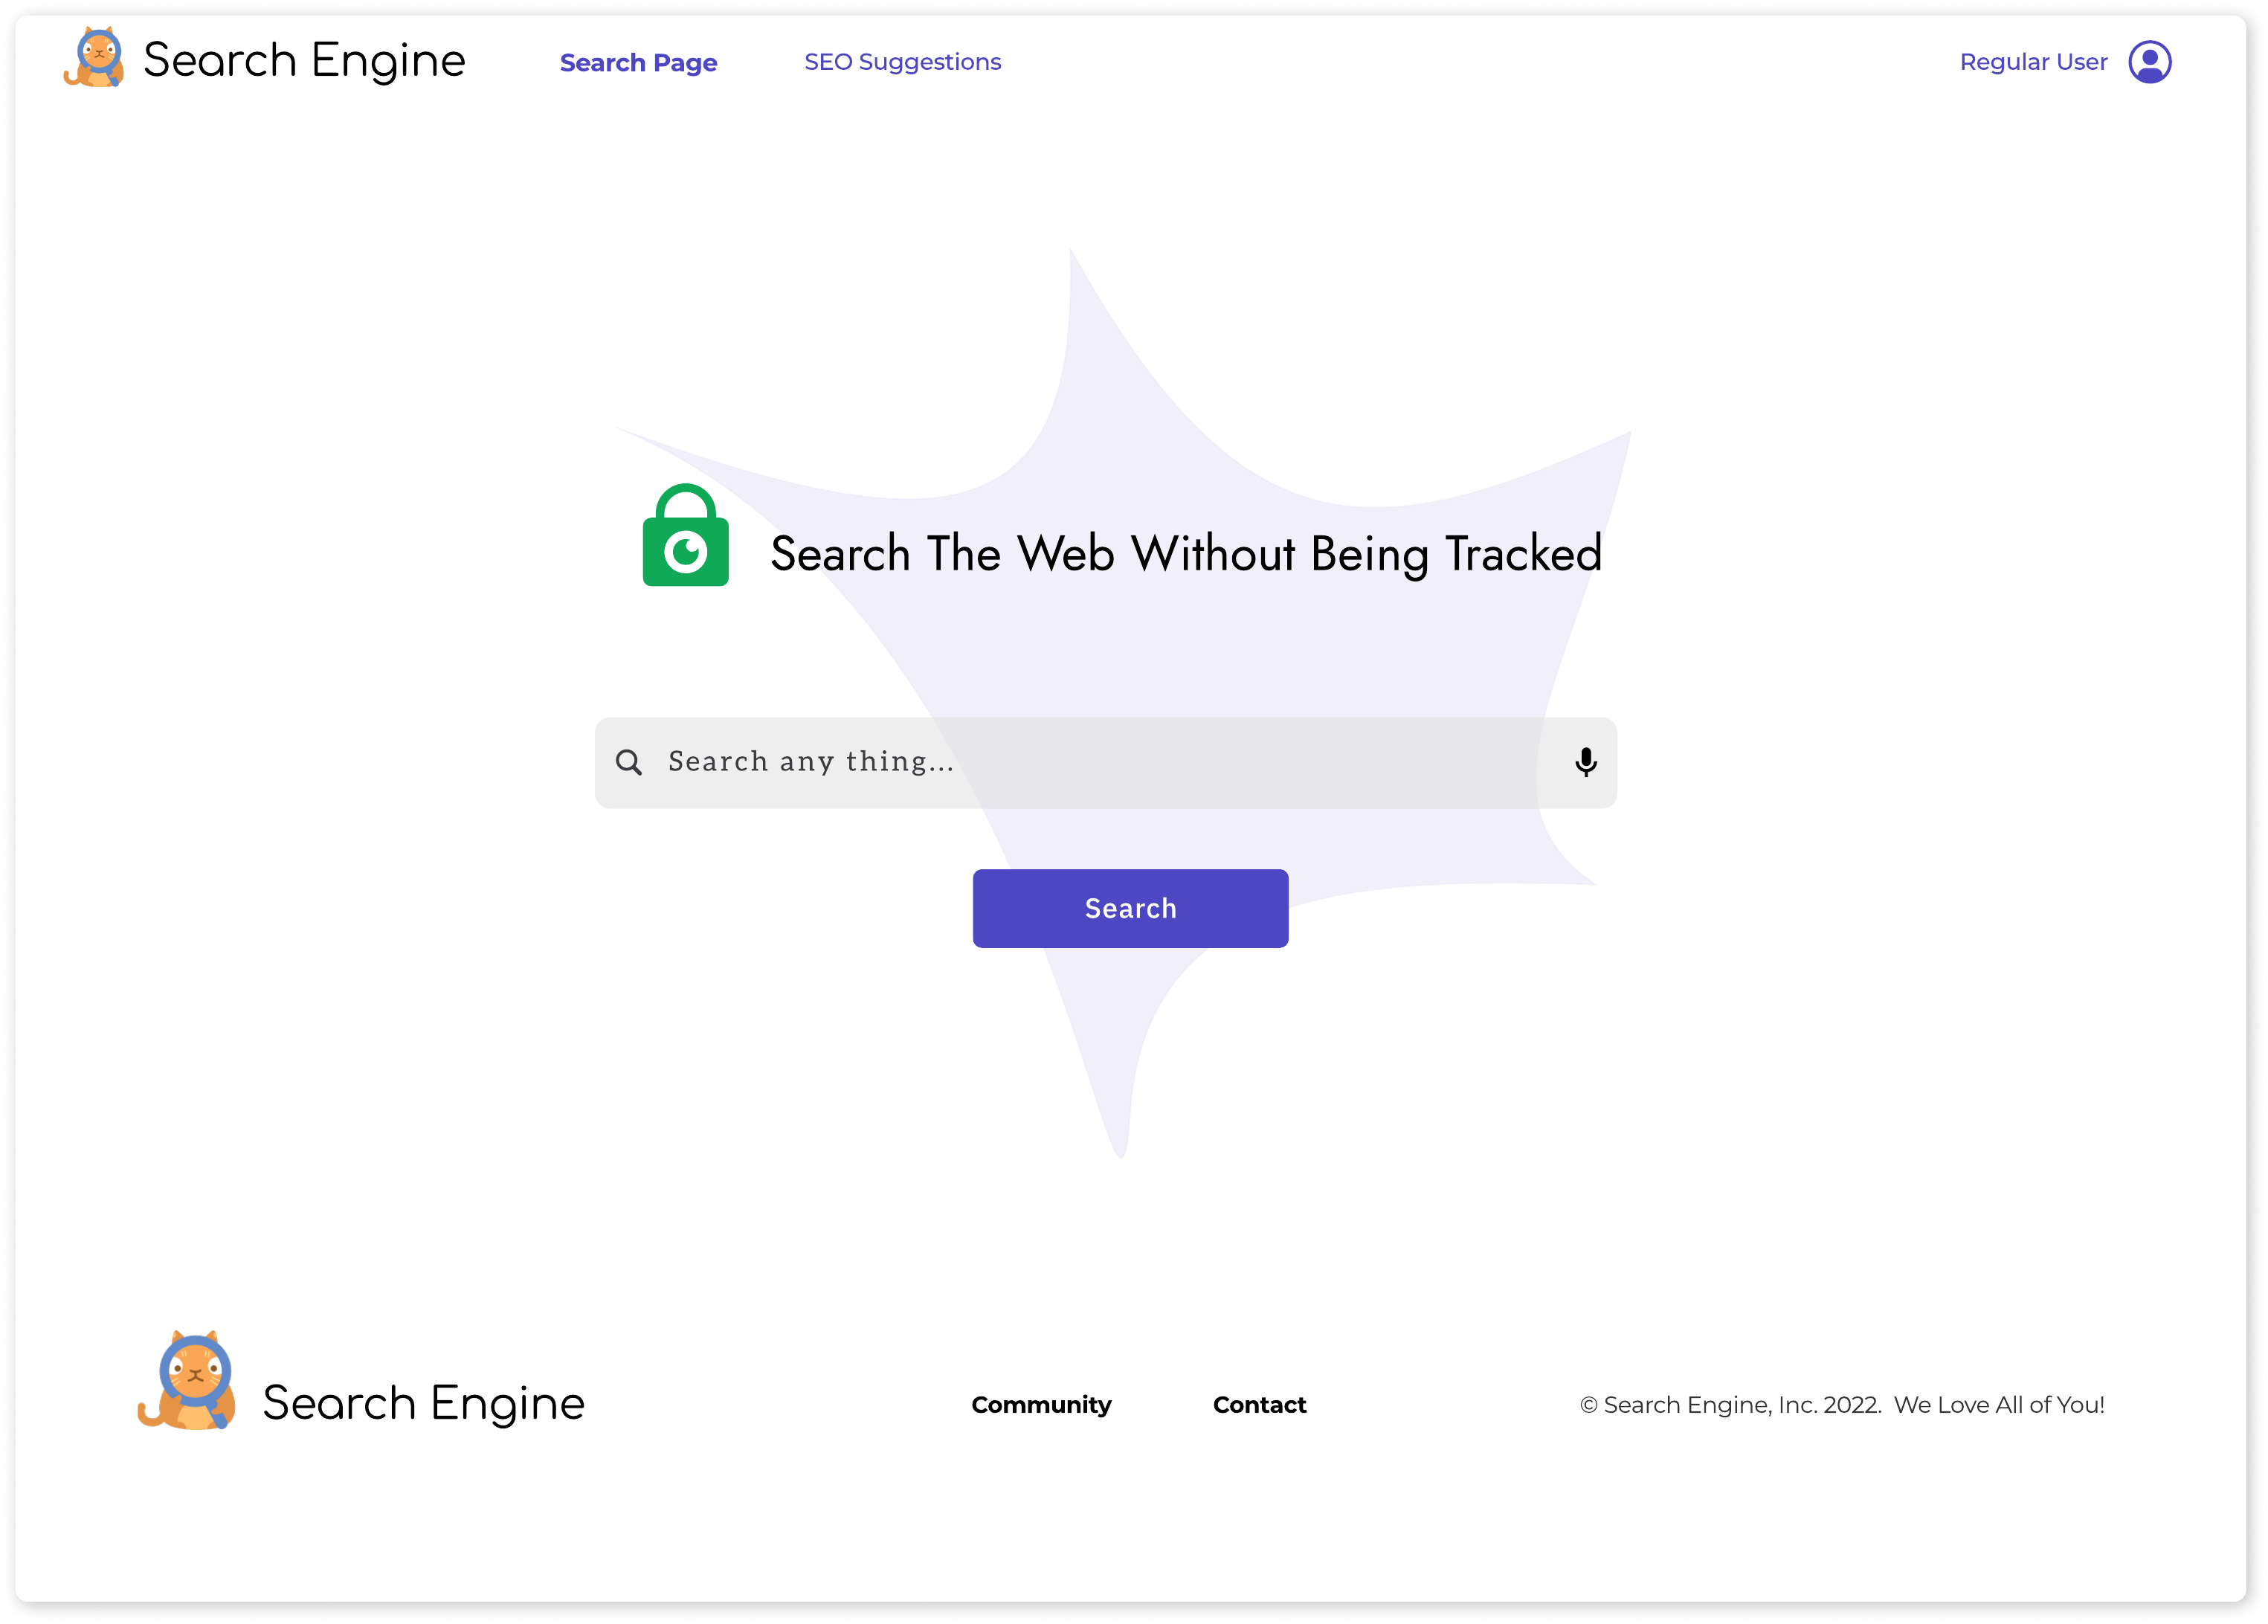 Search Engine
Search Page
SEO Suggestions
Regular User
Search The Web Without Being Tracked
Search any thing...
Search
Search Engine
Community
Contact
© Search Engine, Inc. 2022. We Love All of You!